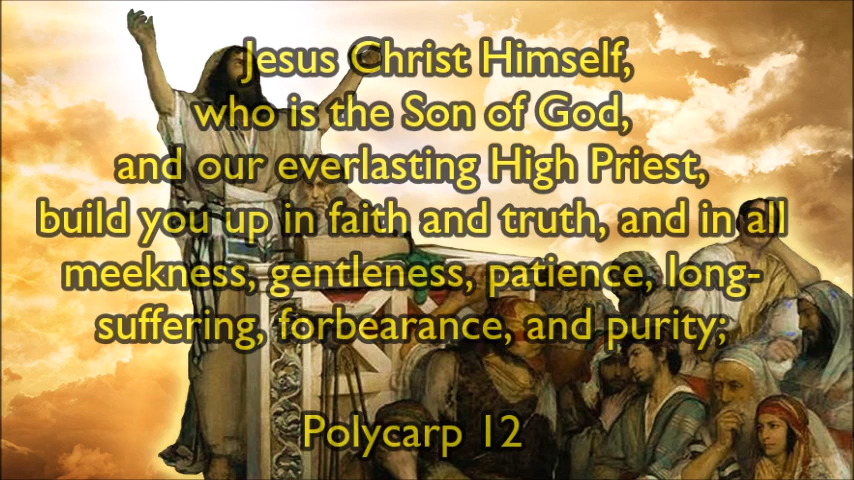 Jesus Christ Himself,
who is the Son of God,
and our everlasting High Priest,
build you up in faith and truth, and in all
meekness, gentleness, patience, long-
suffering, forbearance, and purity;
Polycarp 12